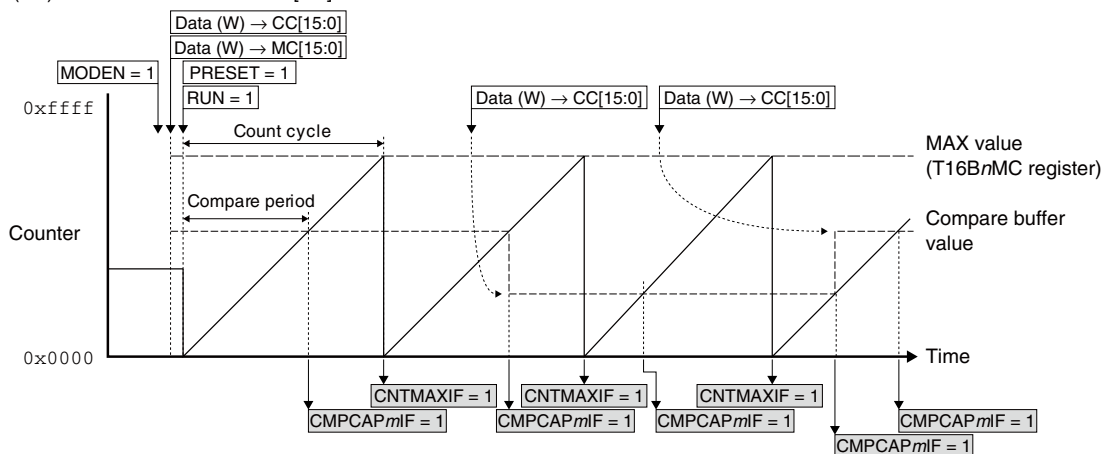 Data (W) → CC[15:0]
Data (W) → MC[15:0]
MODEN = 1
PRESET = 1
RUN = 1
Data (W) → CC[15:0]
Data (W) → CC[15:0]
0xffff
Count cycle
MAX value
(T16BnMC register)
Compare period
Compare buffer
value
Counter
0x0000
Time
CNTMAXIF = 1
CNTMAXIF = 1
CNTMAXIF = 1
CMPCAPmIF = 1
CMPCAPmIF = 1
CMPCAPmIF = 1
CMPCAPmIF = 1
CMPCAPmIF = 1